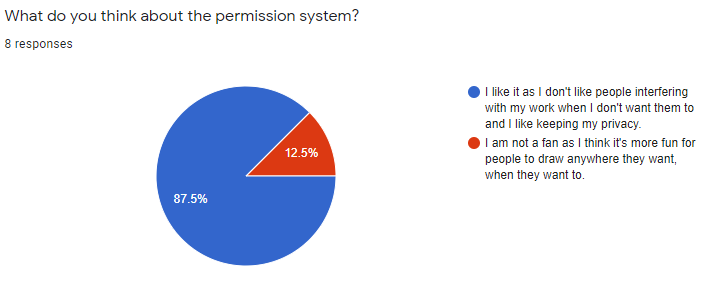 What do you think about the permission system?
8 responses
I like it as I don't like people interfering
with my work when I don't want them to
and I like keeping my privacy.
I am not a fan as I think it's more fun for
people to draw anywhere they want,
when they want to.
12.5%
87.5%